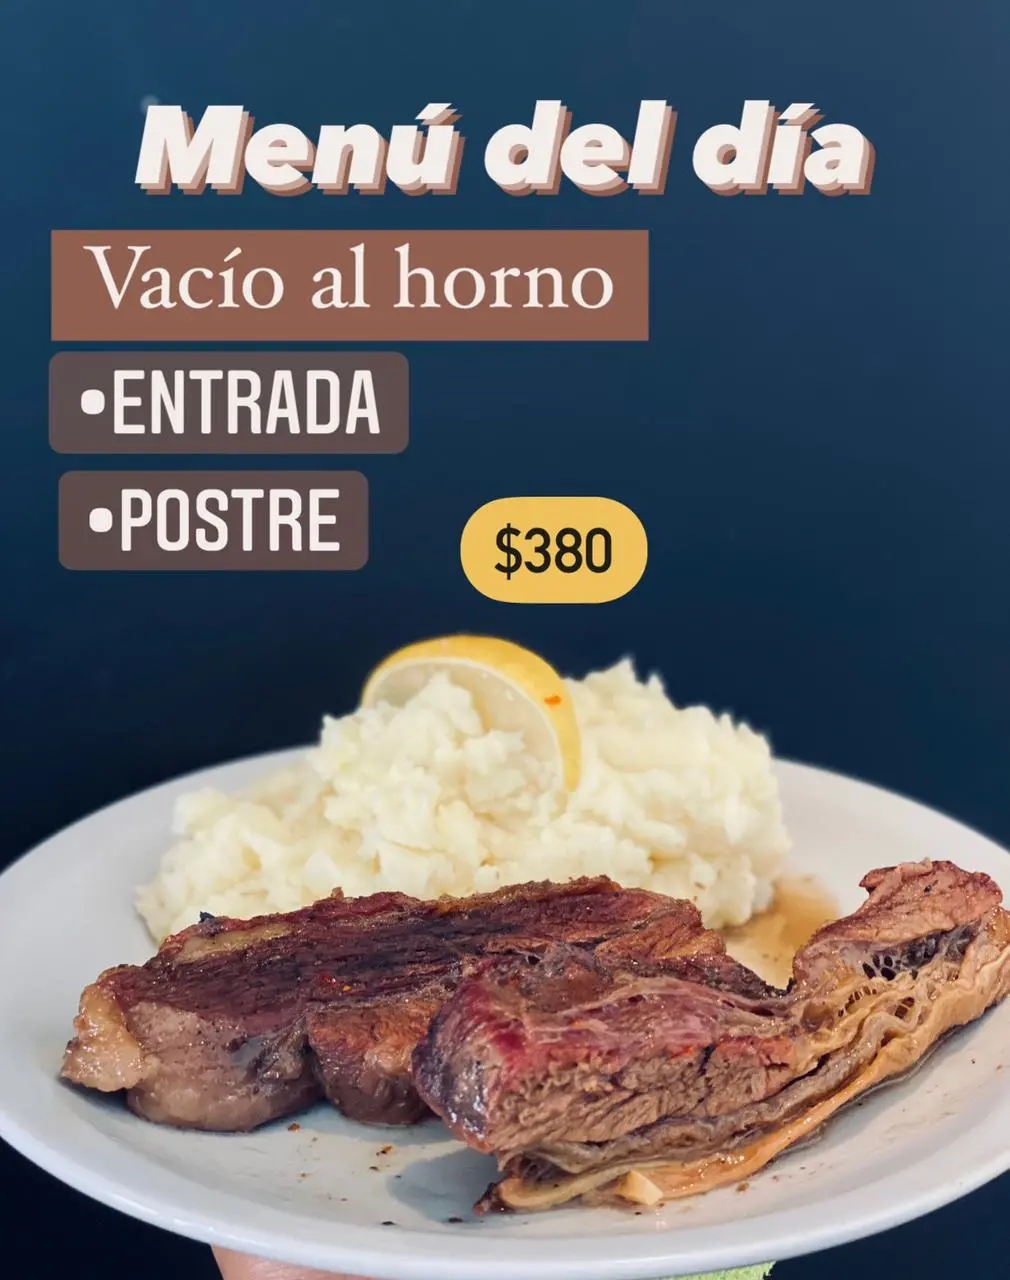 Menú del día
Vacío al horno
•ENTRADA
•POSTRE
$380